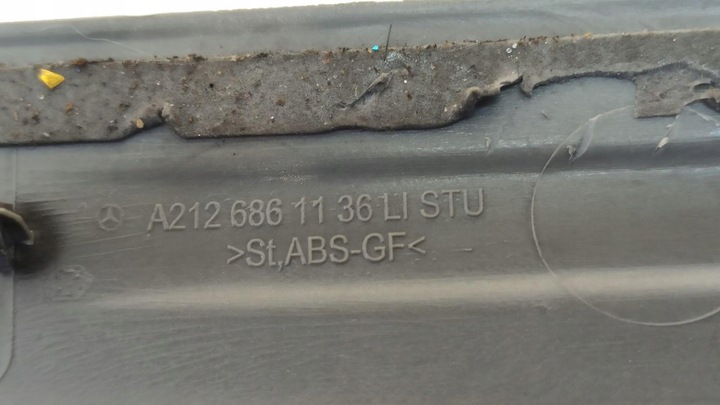 A212 686 11 36 LI STU
>St,ABS-GF<